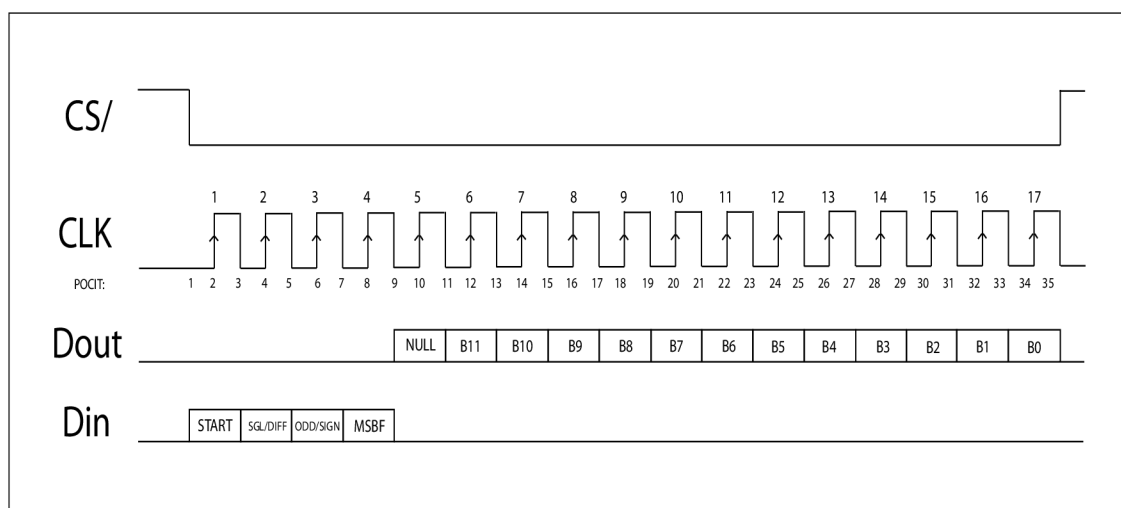 CS/
1 2 3 4 5 6 7 8 9 10 11 12 13 14 15 16 17
CLK
POCIT: 1 2 3 4 5 6 7 8 9 10 11 12 13 14 15 16 17 18 19 20 21 22 23 24 25 26 27 28 29 30 31 32 33 34 35
Dout NULL B11 B10 B9 B8 B7 B6 B5 B4 B3 B2 B1 B0
Din START SGL/DIFF ODD/SIGN MSBF